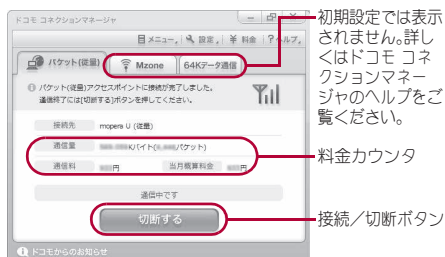 ドコモ コネクションマネージャ
メニュー, 設定, ¥ 料金 ? ヘルプ,
パケット(従量) Mzone 64Kデータ通信
パケット(従量)アクセスポイントに接続が完了しました。
通信終了には[切断する]ボタンを押してください。
接続先 mopera U (従量)
通信量 Kバイト( パケット)
通信料 円 当月概算料金 円
通信中です
切断する
ドコモからのお知らせ
初期設定では表示
されません。詳し
くはドコモ コネ
クションマネー
ジャのヘルプをご
覧ください。
料金カウンタ
接続／切断ボタン